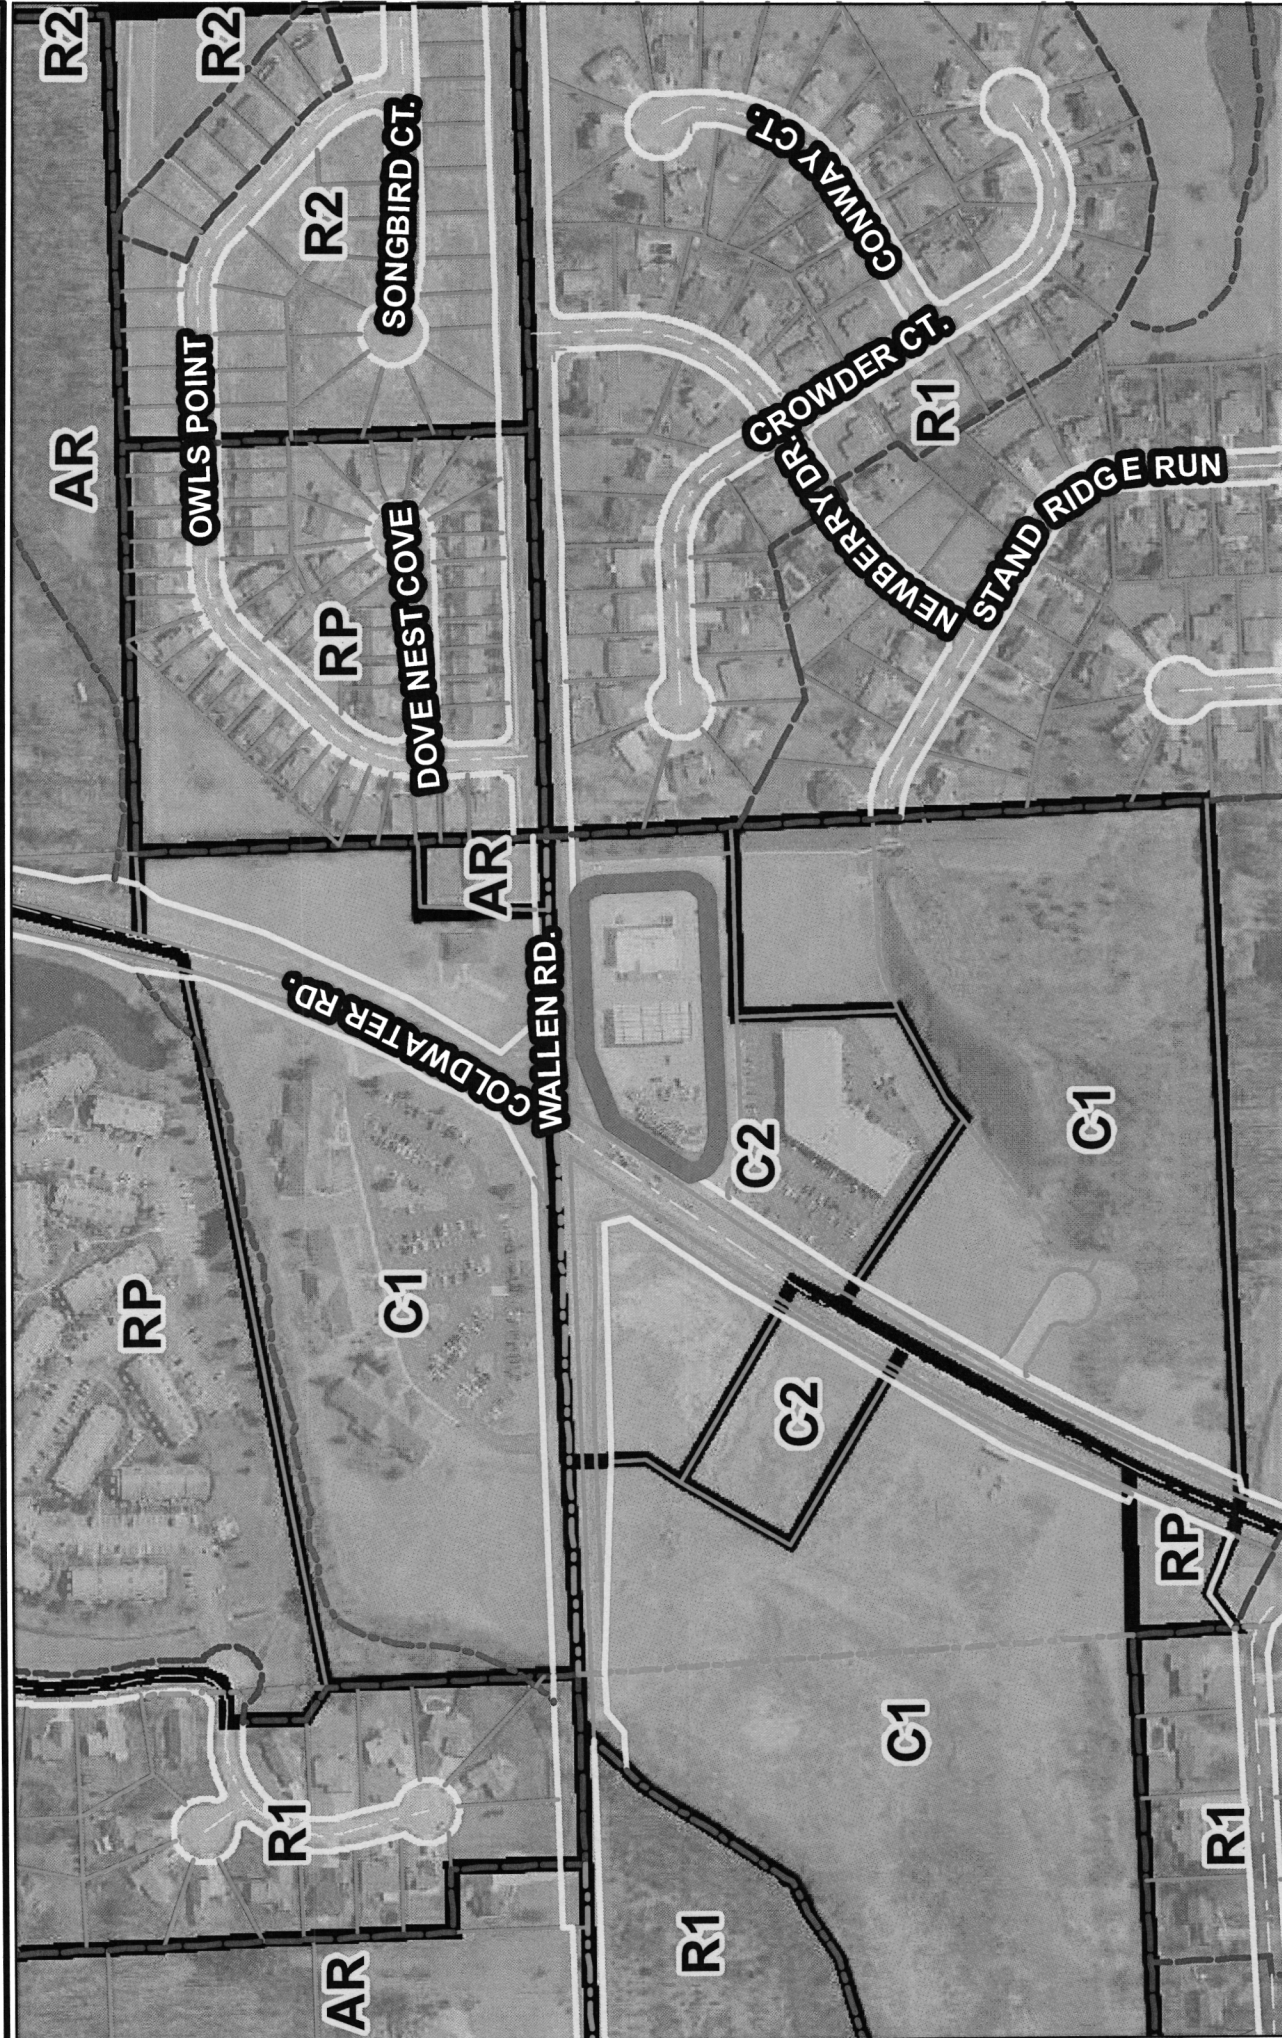 AR
R2
RP
OWLS POINT
R2
R1
AR
RP
R2
C1
COLDWATER RD.
DOVE NEST COVE
SONGBIRD CT.
AR
WALLEN RD.
R1
C2
C2
CONWAY CT.
CROWDER CT.
NEWBERRY DR.
C1
R1
STAND RIDGE RUN
C1
RP
R1